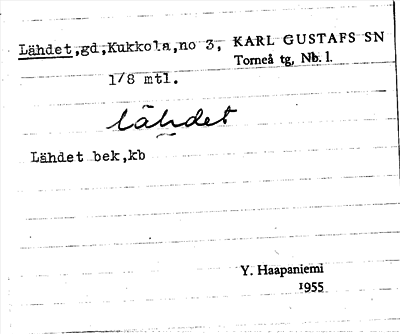 Lähdet,gd,Kukkola,no 3, KARL GUSTAFS SN
Torneå tg, Nb. l.
1/8 mtl.
lähdet
Lähdet bek,kb
Y. Haapaniemi
1955